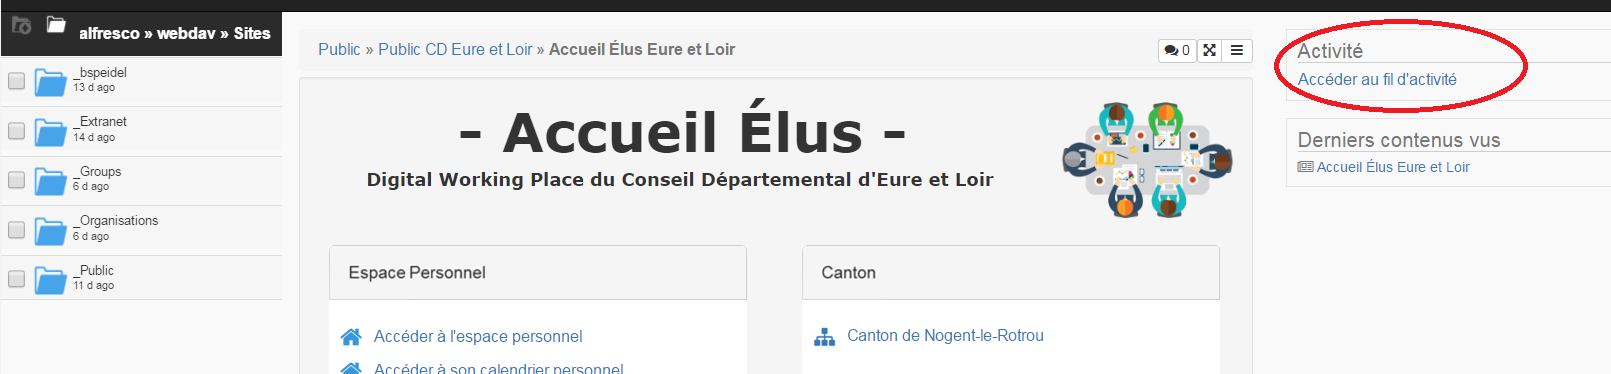 alfresco » webdav » Sites
_bspeidel
13 d ago
_Extranet
14 d ago
_Groups
6 d ago
_Organisations
6 d ago
_Public
11 d ago
Public » Public CD Eure et Loir » Accueil Élus Eure et Loir
0
- Accueil Élus -
Digital Working Place du Conseil Départemental d'Eure et Loir
Espace Personnel
Accéder à l'espace personnel
Accéder à son calendrier personnel
Canton
Canton de Nogent-le-Rotrou
Activité
Accéder au fil d'activité
Derniers contenus vus
Accueil Élus Eure et Loir